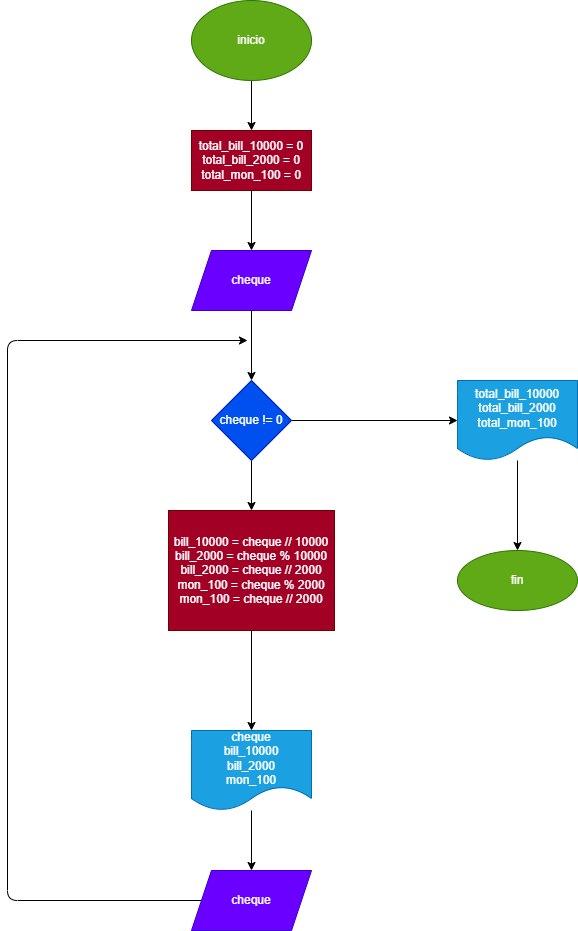 inicio
total_bill_10000 = 0
total_bill_2000 = 0
total_mon_100 = 0
cheque
cheque != 0
total_bill_10000
total_bill_2000
total_mon_100
bill_10000 = cheque // 10000
bill_2000 = cheque % 10000
bill_2000 = cheque // 2000
mon_100 = cheque % 2000
mon_100 = cheque // 2000
fin
cheque
bill_10000
bill_2000
mon_100
cheque